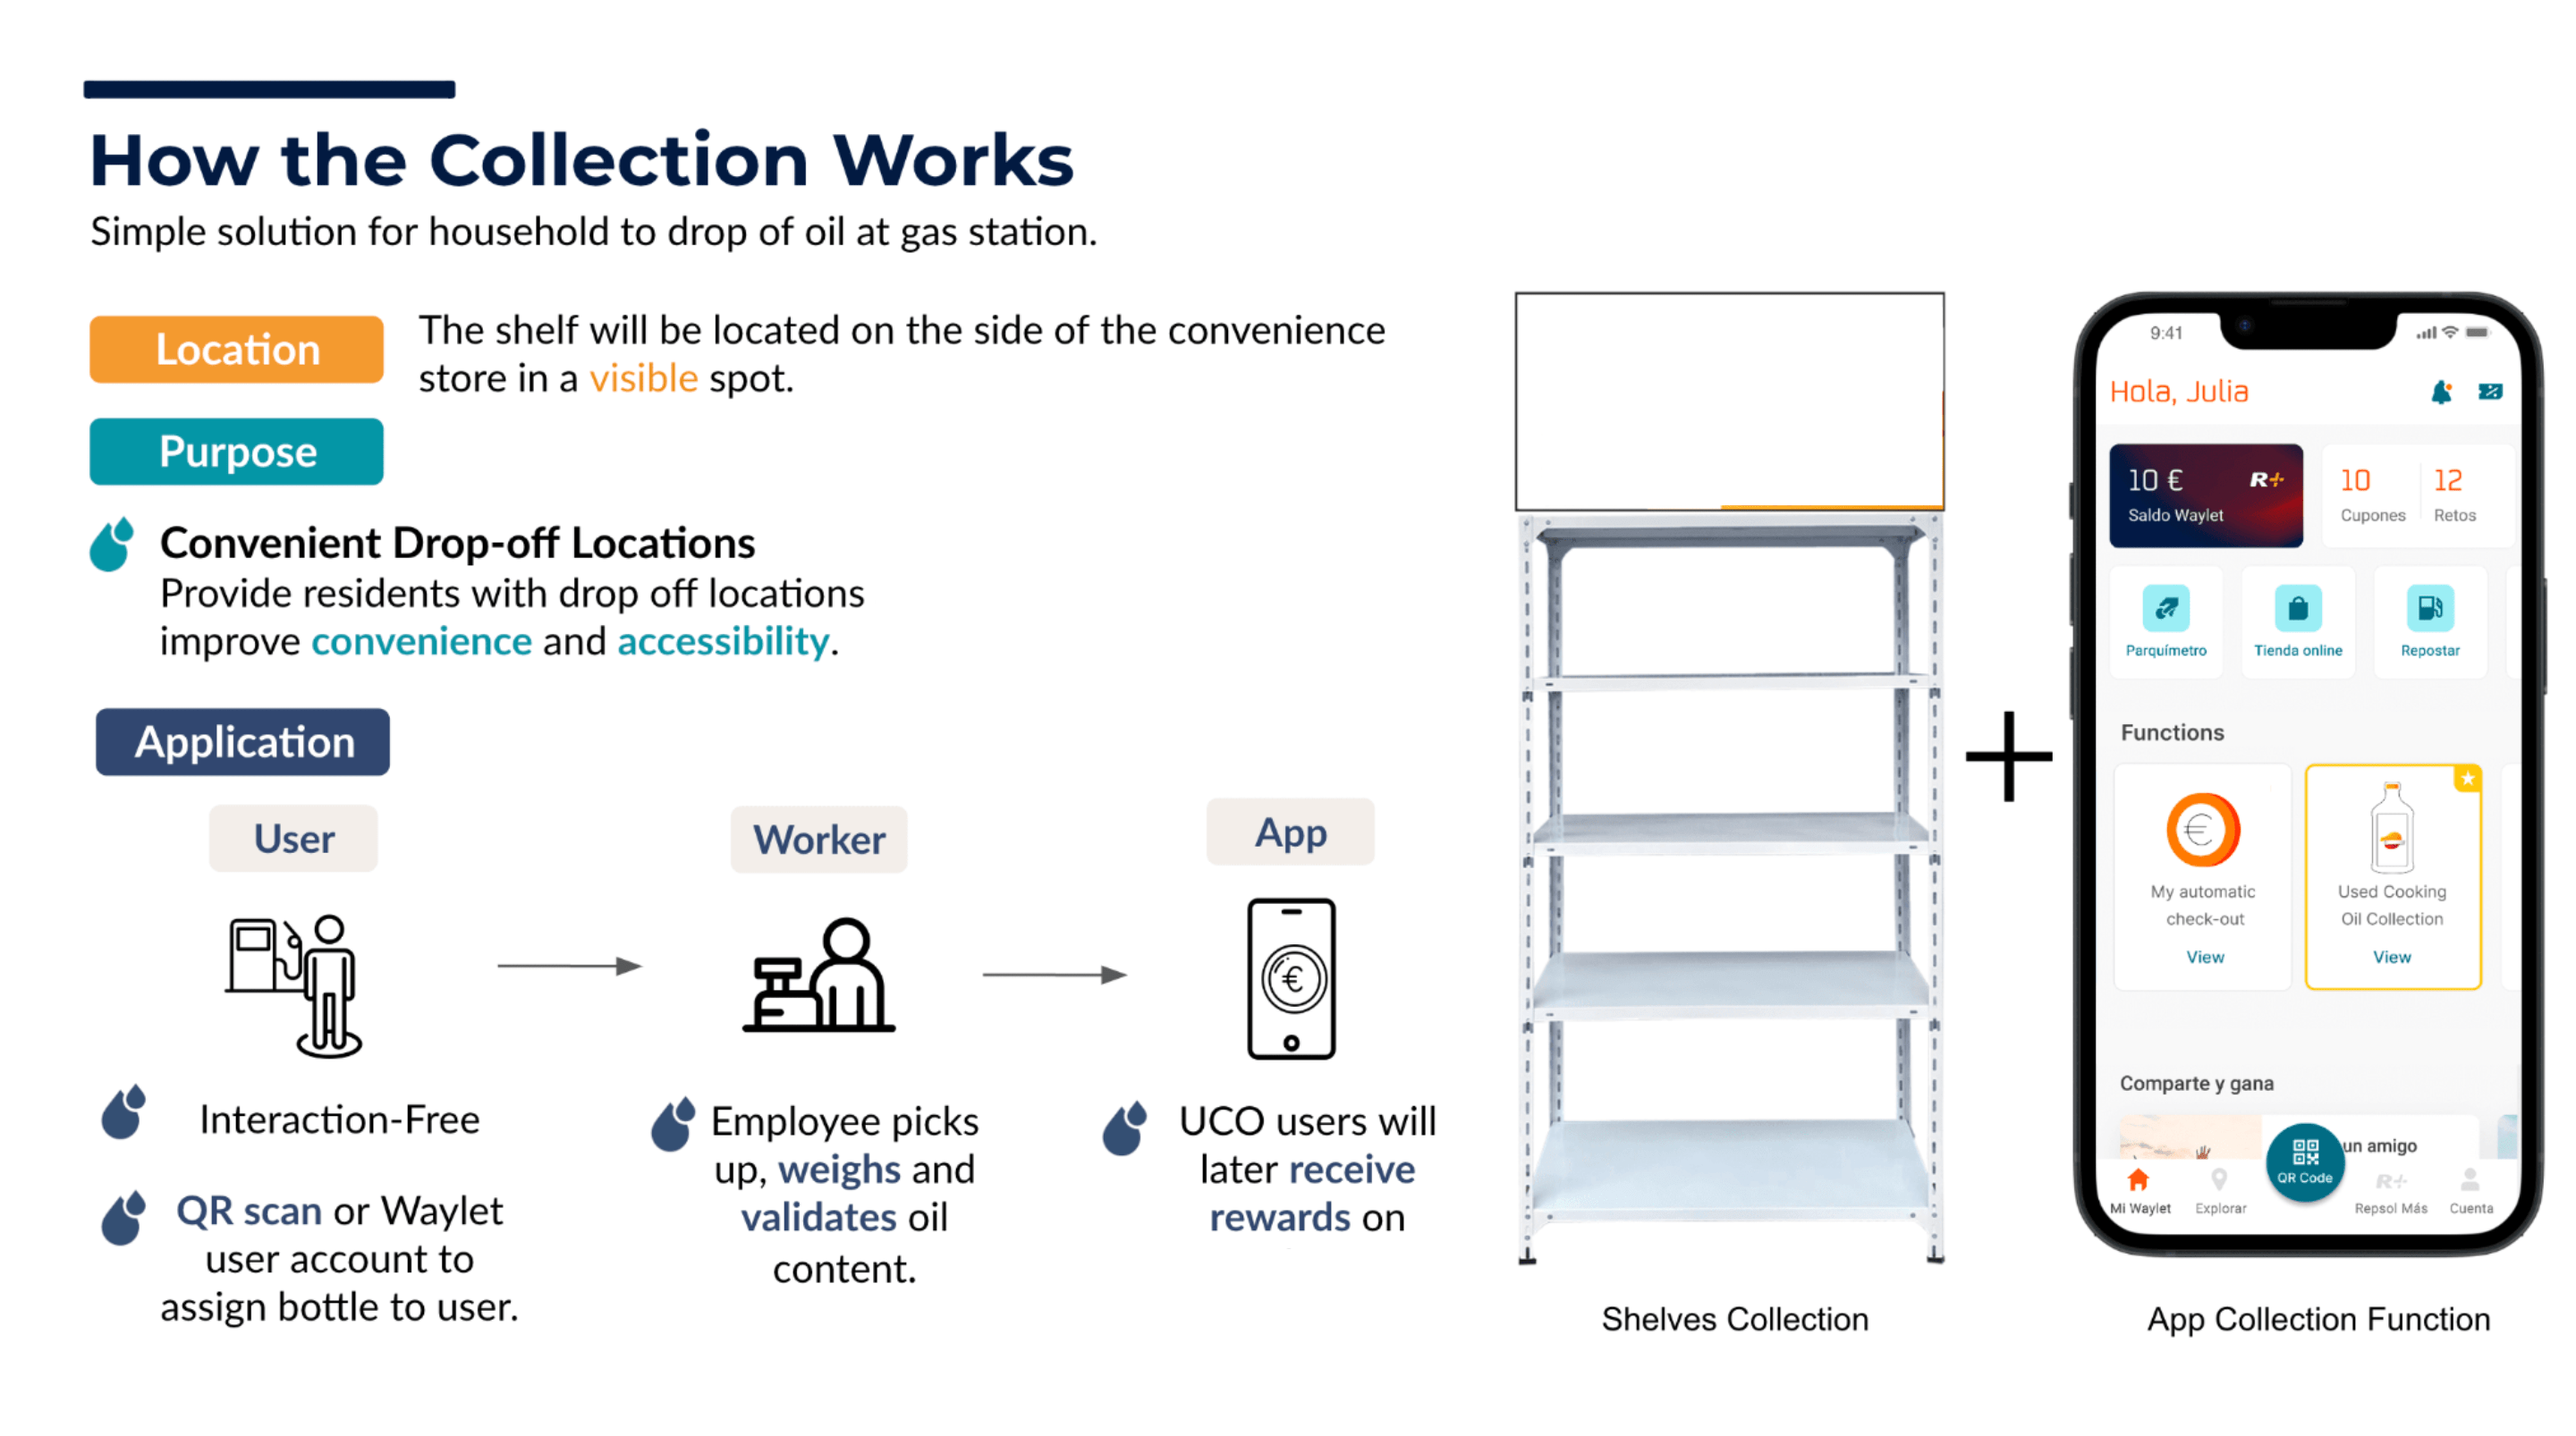 How the Collection Works
Simple solution for household to drop of oil at gas station.
Location
The shelf will be located on the side of the convenience
store in a visible spot.
Purpose
Convenient Drop-off Locations
Provide residents with drop off locations
improve convenience and accessibility.
Application
User
Interaction-Free
QR scan or Waylet
user account to
assign bottle to user.
Worker
Employee picks
up, weighs and
validates oil
content.
App
€
UCO users will
later receive
rewards on
Shelves Collection
+
9:41
Hola, Julia
10 €
R+
Saldo Waylet
10
Cupones
12
Retos
Parquímetro
Tienda online
Repostar
Functions
€
My automatic
check-out
View
Used Cooking
Oil Collection
View
Comparte y gana
un amigo
QR Code
Mi Waylet
Explorar
R+
Repsol Más
Cuenta
App Collection Function